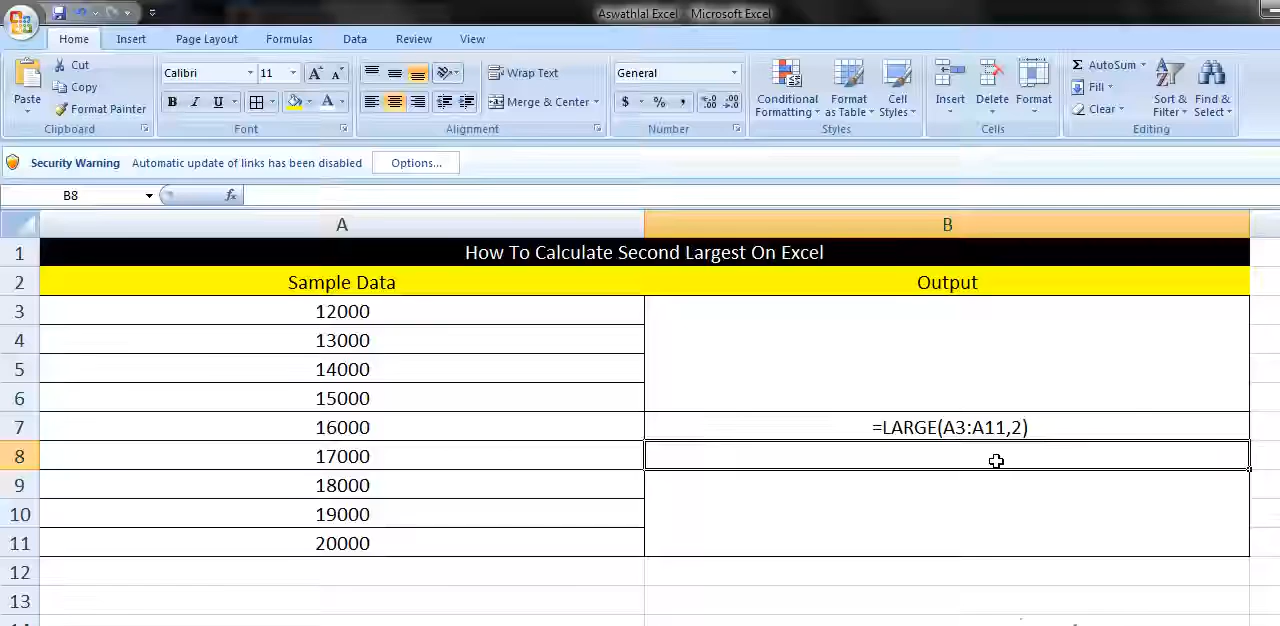 Aswathlal Excel - Microsoft Excel
Home Insert Page Layout Formulas Data Review View
Paste
Cut
Copy
Format Painter
Clipboard
Calibri 11
B I U
Font
Wrap Text
Merge & Center
Alignment
General
$ % ,
Number
Conditional Formatting
Format as Table
Cell Styles
Styles
Insert
Delete
Format
Cells
Σ AutoSum
Fill
Clear
Sort & Filter
Find & Select
Editing
Security Warning Automatic update of links has been disabled Options...
B8 fx
A B
1 How To Calculate Second Largest On Excel
2 Sample Data Output
3 12000
4 13000
5 14000
6 15000
7 16000 =LARGE(A3:A11,2)
8 17000
9 18000
10 19000
11 20000
12
13